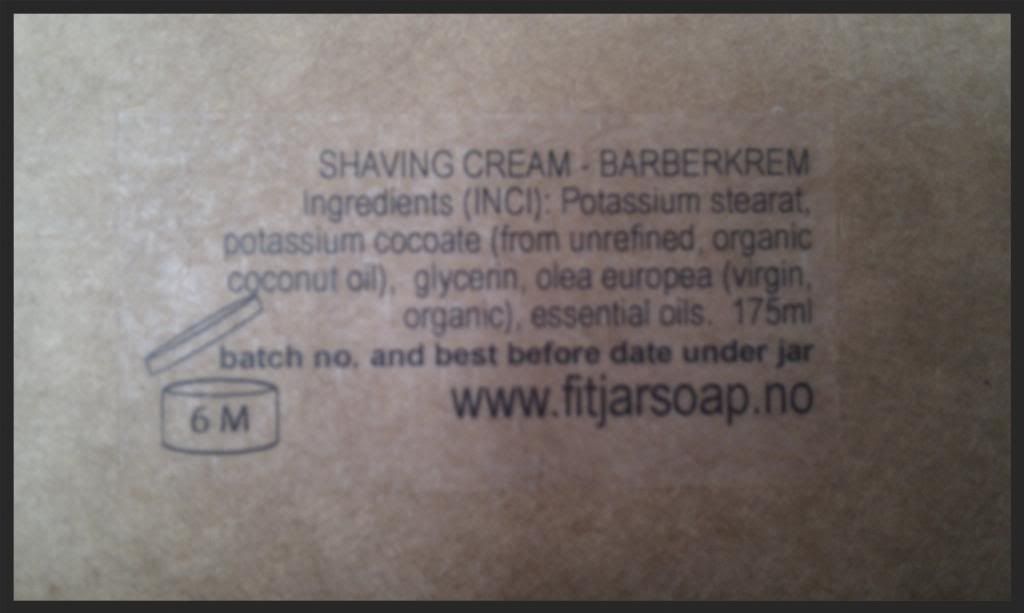 SHAVING CREAM - BARBERKREM
Ingredients (INCI): Potassium stearat,
potassium cocoate (from unrefined, organic
coconut oil), glycerin, olea europea (virgin,
organic), essential oils. 175ml
batch no. and best before date under jar
www.fitjarsoap.no
6 M